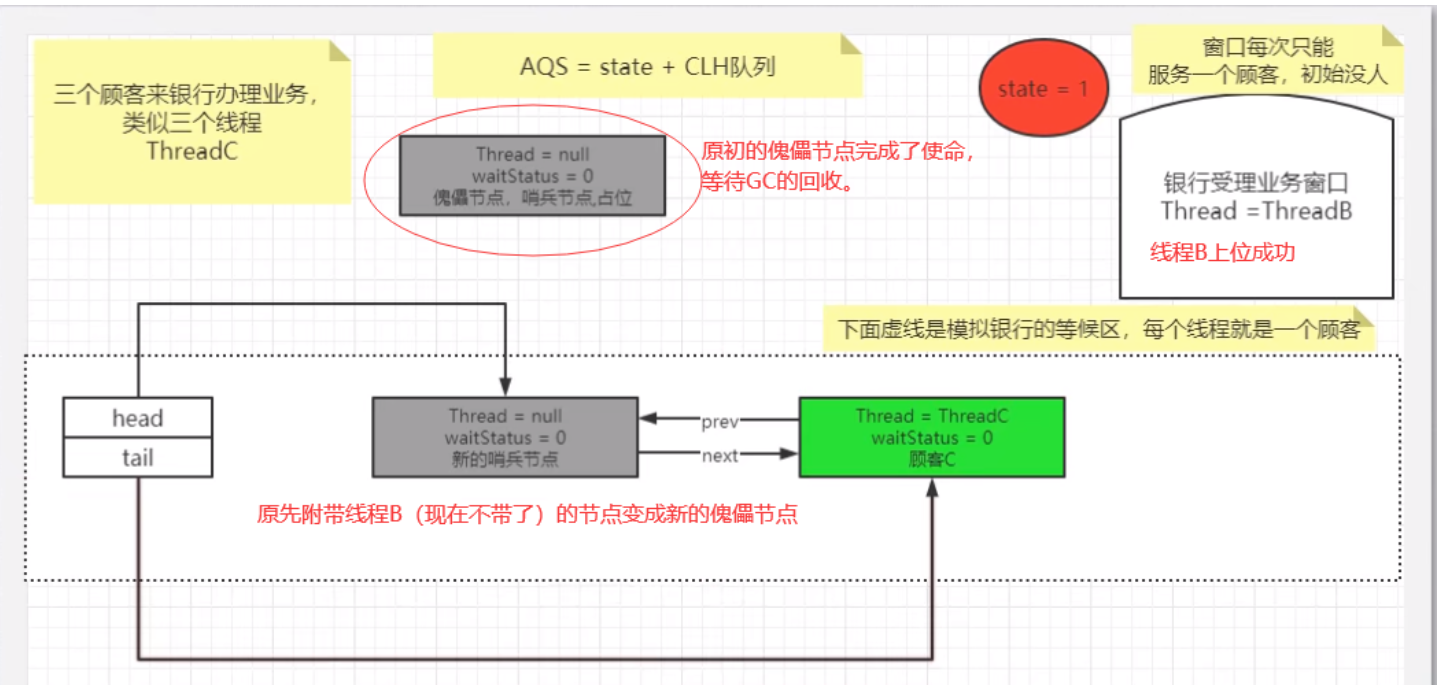 三个顾客来银行办理业务，
类似三个线程
ThreadC
AQS = state + CLH队列
state = 1
窗口每次只能
服务一个顾客，初始没人
Thread = null
waitStatus = 0
傀儡节点，哨兵节点,占位
原初的傀儡节点完成了使命，
等待GC的回收。
银行受理业务窗口
Thread =ThreadB
线程B上位成功
下面虚线是模拟银行的等候区，每个线程就是一个顾客
head
tail
Thread = null
waitStatus = 0
新的哨兵节点
prev
next
Thread = ThreadC
waitStatus = 0
顾客C
原先附带线程B（现在不带了）的节点变成新的傀儡节点